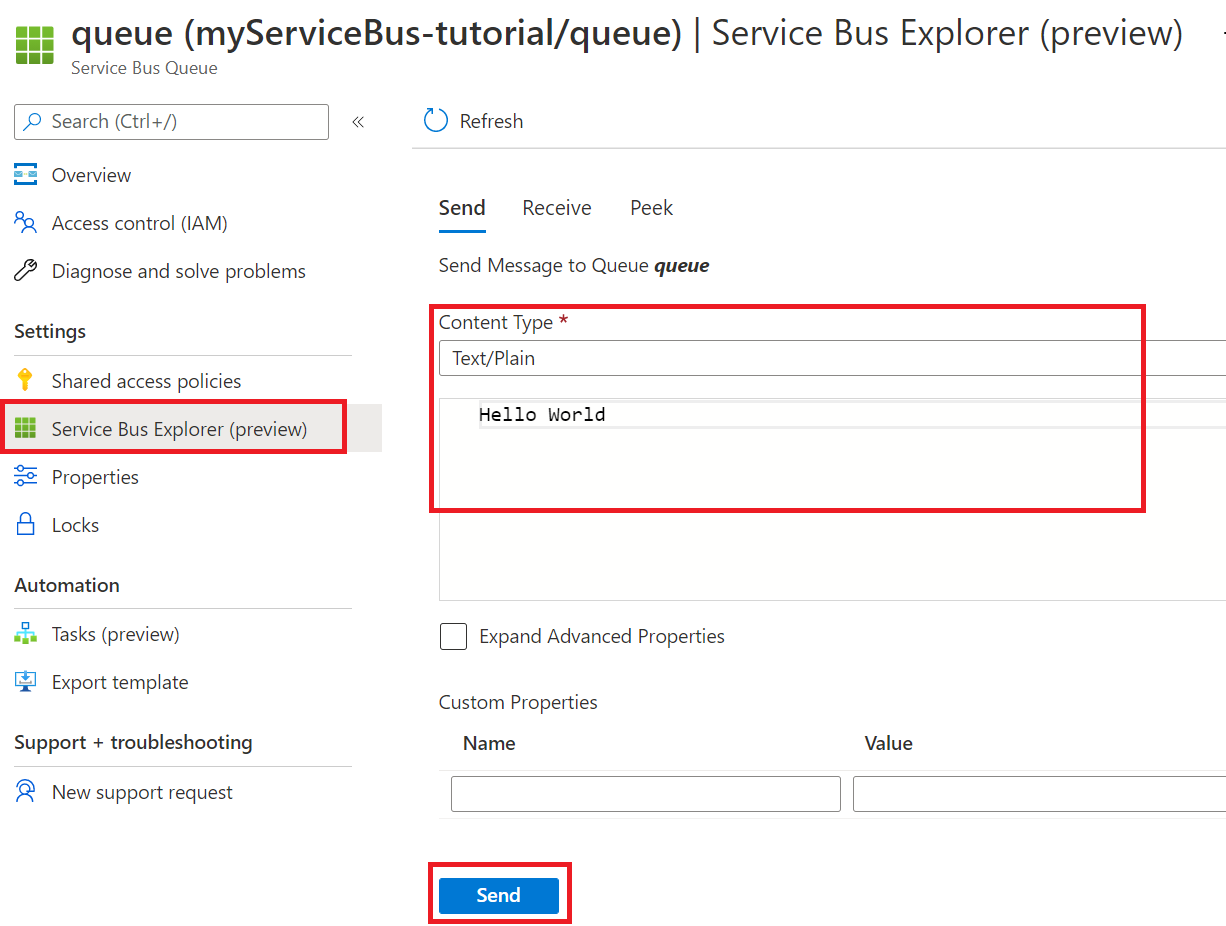 queue (myServiceBus-tutorial/queue) | Service Bus Explorer (preview)
Service Bus Queue
Search (Ctrl+/)
«
Refresh
Overview
Access control (IAM)
Diagnose and solve problems
Settings
Shared access policies
Service Bus Explorer (preview)
Properties
Locks
Automation
Tasks (preview)
Export template
Support + troubleshooting
New support request
Send Receive Peek
Send Message to Queue queue
Content Type *
Text/Plain
Hello World
Expand Advanced Properties
Custom Properties
Name Value
Send